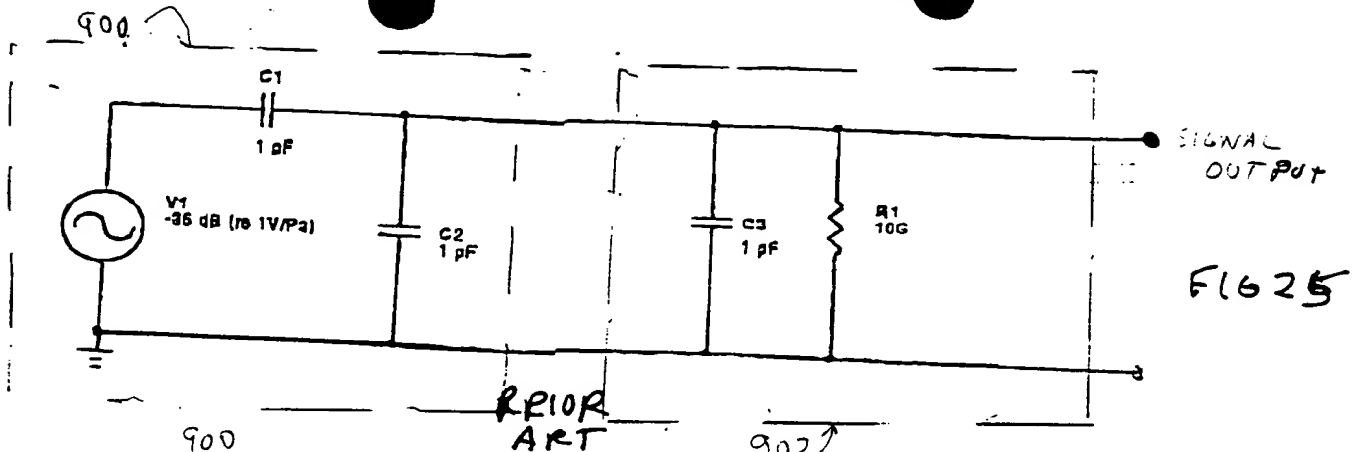 900
C1
1 pF
V1
-36 dB (re 1V/Pa)
C2
1 pF
C3
1 pF
R1
10G
SIGNAL
OUTPUT
FIG 25
PRIOR
ART
900
902